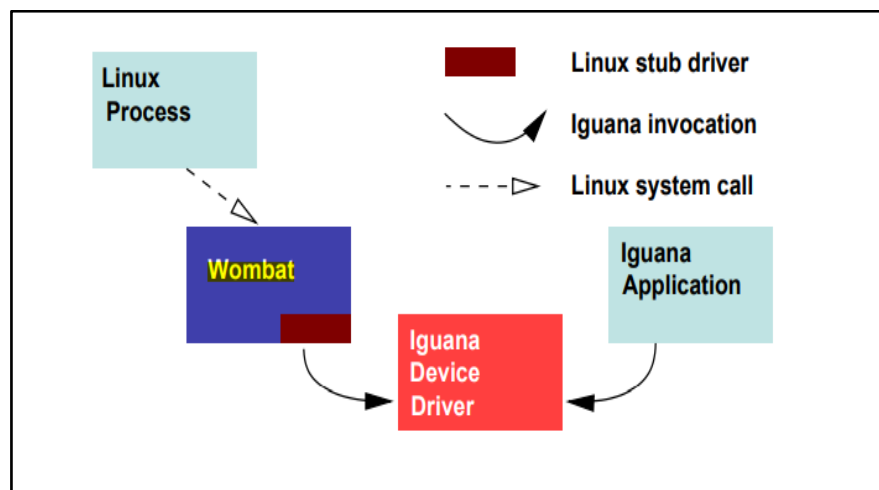 Linux
Process
Linux stub driver
Iguana invocation
Linux system call
Wombat
Iguana
Application
Iguana
Device
Driver